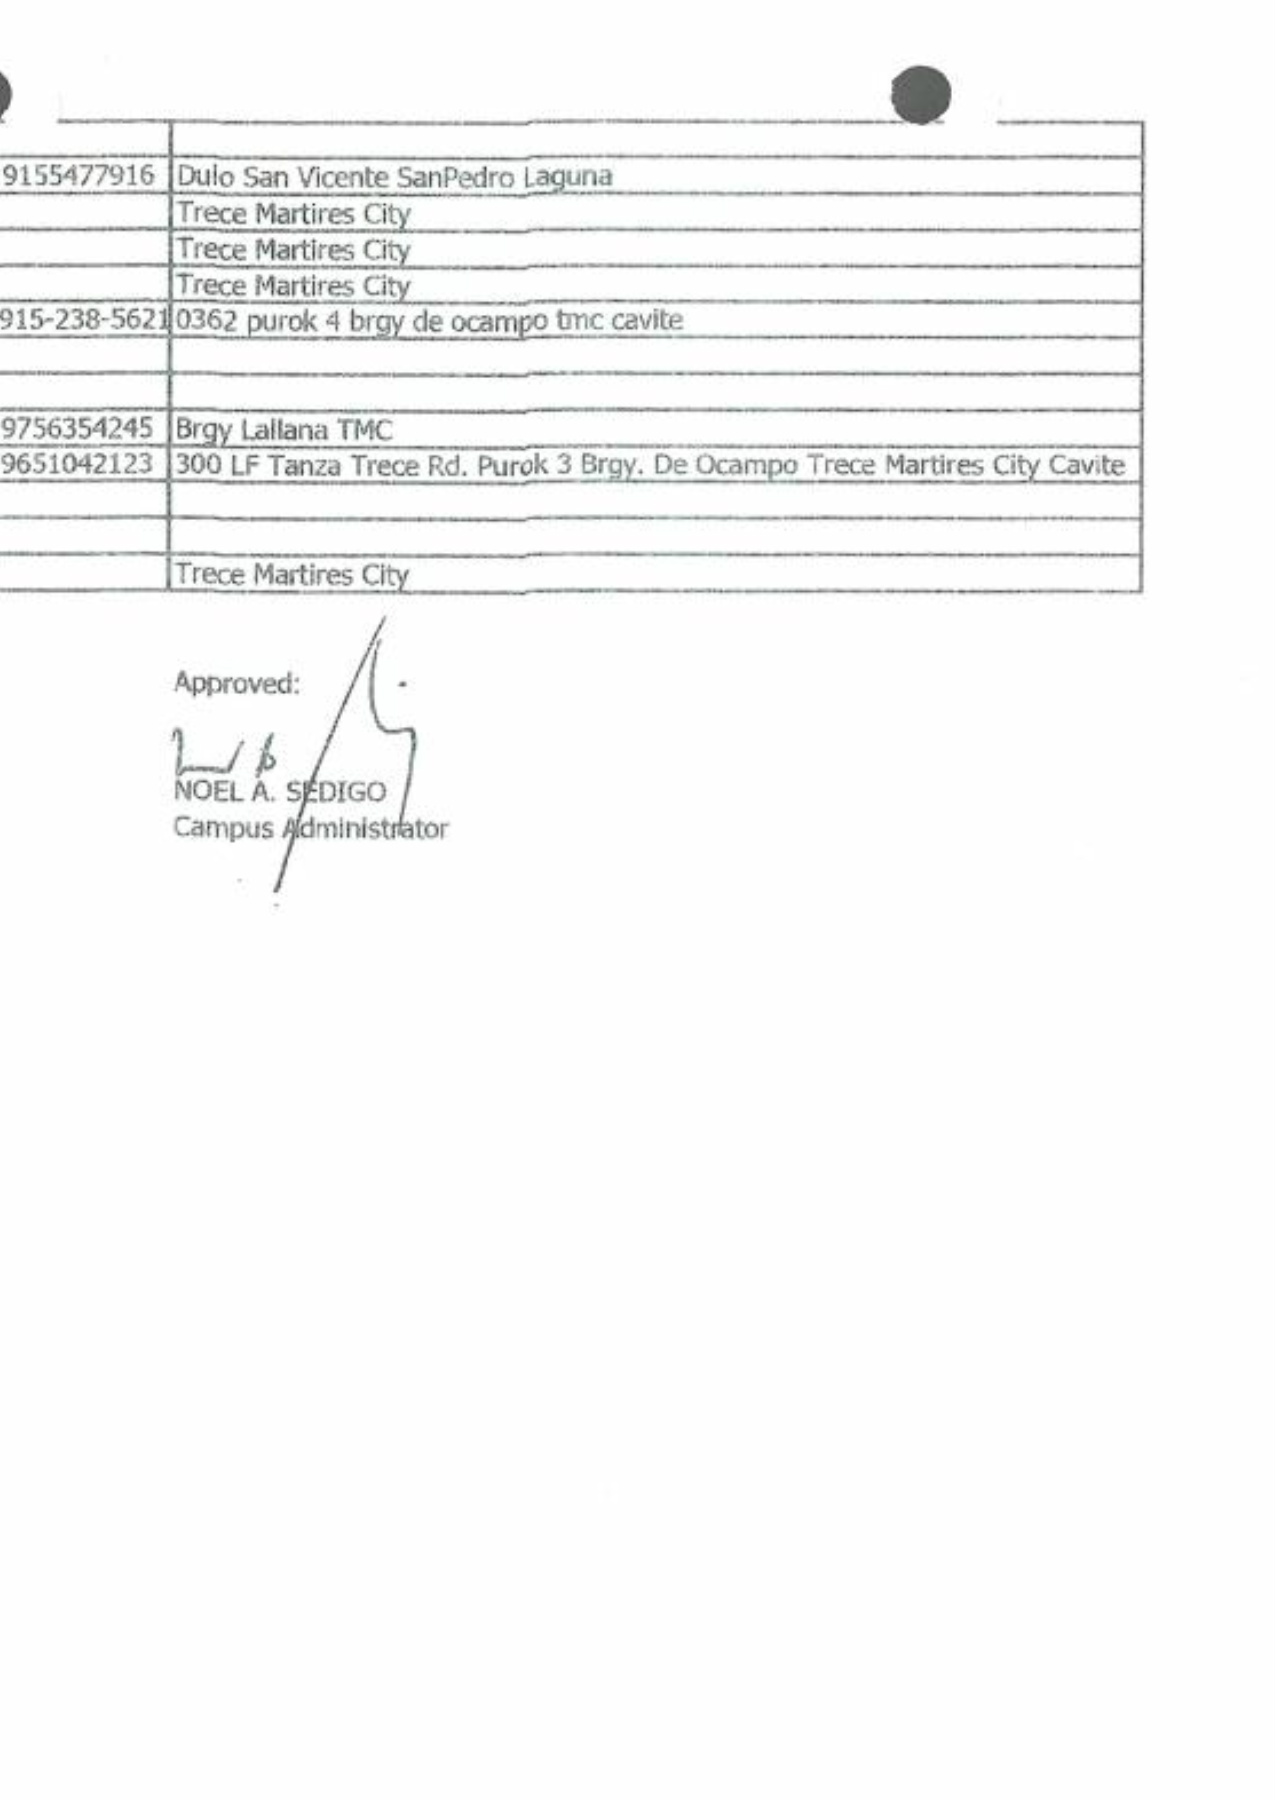 9155477916 Dulo San Vicente SanPedro Laguna
Trece Martires City
Trece Martires City
Trece Martires City
915-238-5621 0362 purok 4 brgy de ocampo tmc cavite
9756354245 Brgy Lallana TMC
9651042123 300 LF Tanza Trece Rd. Purok 3 Brgy. De Ocampo Trece Martires City Cavite
Trece Martires City
Approved:
NOEL A. SEDIGO
Campus Administrator